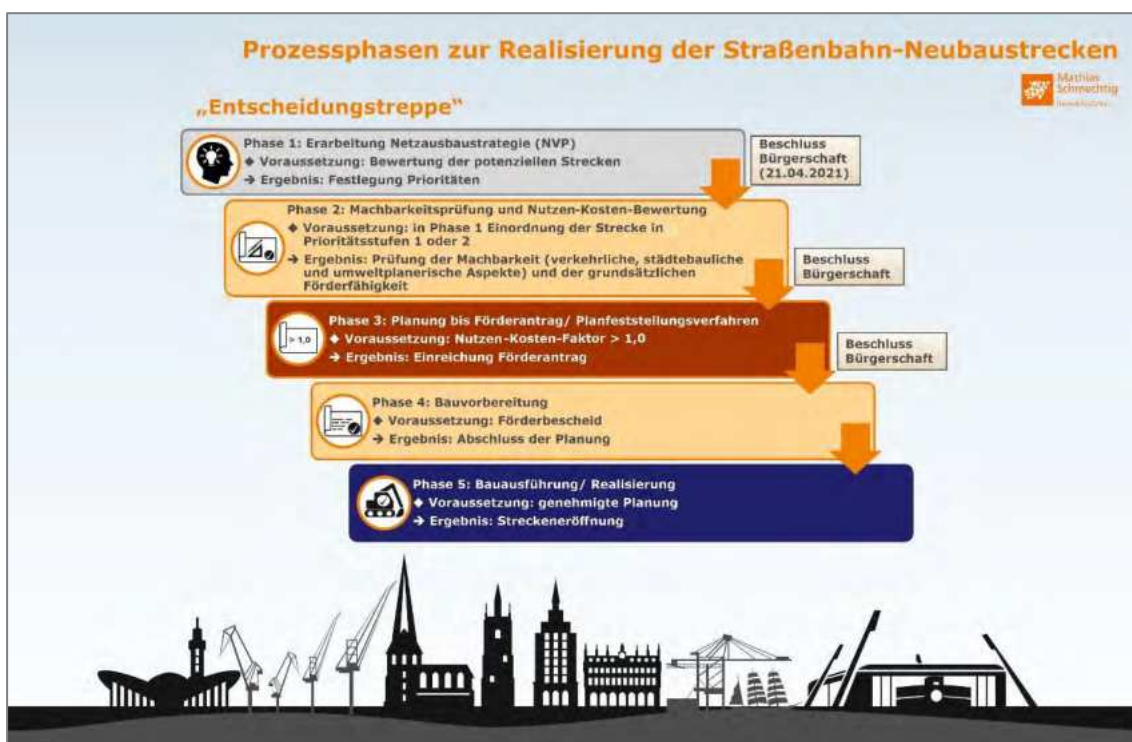 Prozessphasen zur Realisierung der Straßenbahn-Neubaustrecken
Mathias
Schmechtig
„Entscheidungstreppe“
Phase 1: Erarbeitung Netzausbaustrategie (NVP)
◆ Voraussetzung: Bewertung der potenziellen Strecken
→ Ergebnis: Festlegung Prioritäten
Beschluss
Bürgerschaft
(21.04.2021)
Phase 2: Machbarkeitsprüfung und Nutzen-Kosten-Bewertung
◆ Voraussetzung: in Phase 1 Einordnung der Strecke in
Prioritätsstufen 1 oder 2
→ Ergebnis: Prüfung der Machbarkeit (verkehrliche, städtebauliche
und umweltplanerische Aspekte) und der grundsätzlichen
Förderfähigkeit
Beschluss
Bürgerschaft
> 1,0
Phase 3: Planung bis Förderantrag/ Planfeststellungsverfahren
◆ Voraussetzung: Nutzen-Kosten-Faktor > 1,0
→ Ergebnis: Einreichung Förderantrag
Beschluss
Bürgerschaft
Phase 4: Bauvorbereitung
◆ Voraussetzung: Förderbescheid
→ Ergebnis: Abschluss der Planung
Phase 5: Bauausführung/ Realisierung
◆ Voraussetzung: genehmigte Planung
→ Ergebnis: Streckeneröffnung